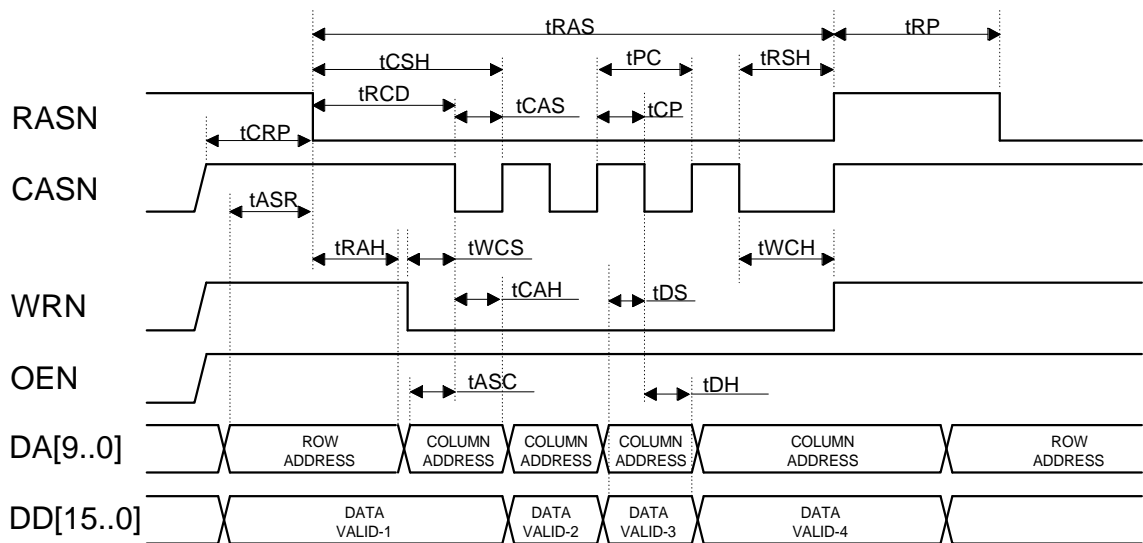 tRAS
tRP
tCSH
tPC
tRSH
tRCD
tCAS
tCP
RASN
tCRP
CASN
tASR
tRAH
tWCS
tWCH
tCAH
tDS
WRN
OEN
tASC
tDH
DA[9..0]
ROW
ADDRESS
COLUMN
ADDRESS
COLUMN
ADDRESS
COLUMN
ADDRESS
COLUMN
ADDRESS
ROW
ADDRESS
DD[15..0]
DATA
VALID-1
DATA
VALID-2
DATA
VALID-3
DATA
VALID-4